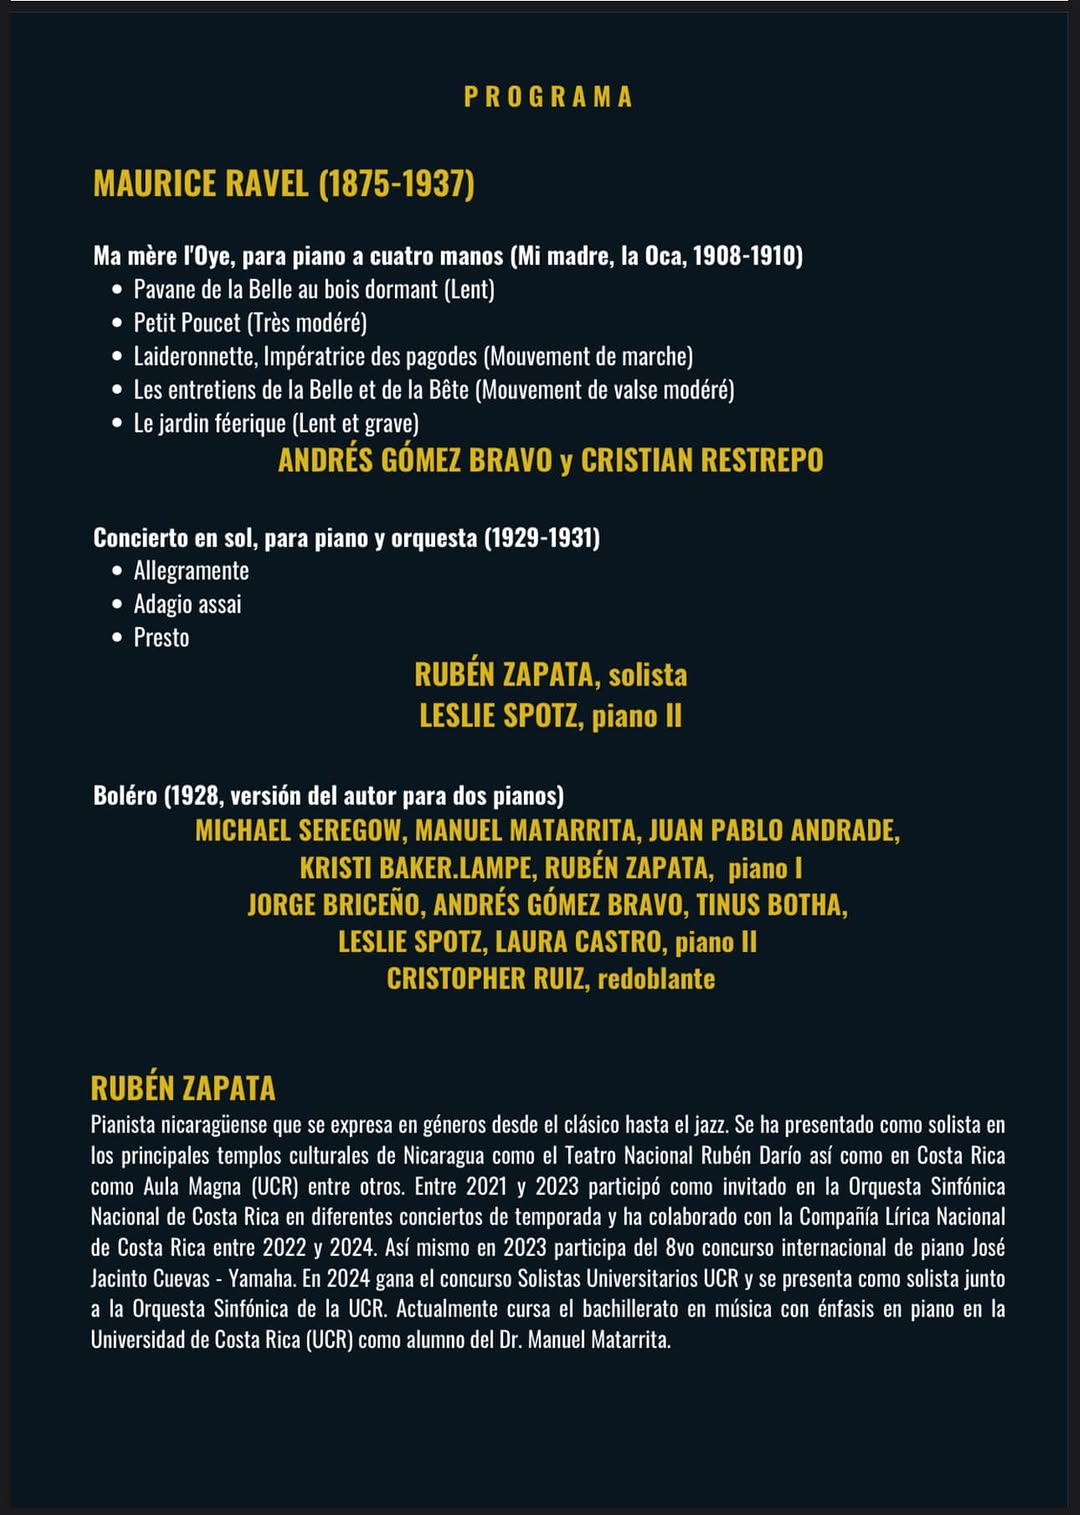 PROGRAMA
MAURICE RAVEL (1875-1937)
Ma mère l'Oye, para piano a cuatro manos (Mi madre, la Oca, 1908-1910)
• Pavane de la Belle au bois dormant (Lent)
• Petit Poucet (Très modéré)
• Laideronnette, Impératrice des pagodes (Mouvement de marche)
• Les entretiens de la Belle et de la Bête (Mouvement de valse modéré)
• Le jardin féerique (Lent et grave)
ANDRÉS GÓMEZ BRAVO y CRISTIAN RESTREPO
Concierto en sol, para piano y orquesta (1929-1931)
• Allegramente
• Adagio assai
• Presto
RUBÉN ZAPATA, solista
LESLIE SPOTZ, piano II
Boléro (1928, versión del autor para dos pianos)
MICHAEL SEREGOW, MANUEL MATARRITA, JUAN PABLO ANDRADE,
KRISTI BAKER.LAMPE, RUBÉN ZAPATA, piano I
JORGE BRICEÑO, ANDRÉS GÓMEZ BRAVO, TINUS BOTHA,
LESLIE SPOTZ, LAURA CASTRO, piano II
CRISTOPHER RUIZ, redoblante
RUBÉN ZAPATA
Pianista nicaragüense que se expresa en géneros desde el clásico hasta el jazz. Se ha presentado como solista en
los principales templos culturales de Nicaragua como el Teatro Nacional Rubén Darío así como en Costa Rica
como Aula Magna (UCR) entre otros. Entre 2021 y 2023 participó como invitado en la Orquesta Sinfónica
Nacional de Costa Rica en diferentes conciertos de temporada y ha colaborado con la Compañía Lírica Nacional
de Costa Rica entre 2022 y 2024. Así mismo en 2023 participa del 8vo concurso internacional de piano José
Jacinto Cuevas - Yamaha. En 2024 gana el concurso Solistas Universitarios UCR y se presenta como solista junto
a la Orquesta Sinfónica de la UCR. Actualmente cursa el bachillerato en música con énfasis en piano en la
Universidad de Costa Rica (UCR) como alumno del Dr. Manuel Matarrita.